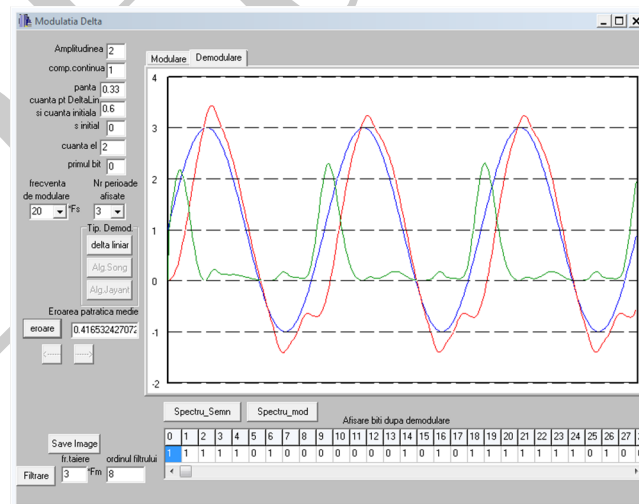 Modulatia Delta
Amplitudinea 2
comp.continua 1
panta 0.33
cuanta pt DeltaLin
si cuanta initiala 0.6
s initial 0
cuanta el 2
primul bit 0
frecventa de modulare
20 *Fs
Nr perioade afisate
3
Tip. Demod.
delta liniar
Alg.Song
Alg.Jayant
Eroarea patratica medie
eroare 0.416532427072
<---- ---->
Save Image
fr.taiere ordinul filtrului
Filtrare 3 *Fm 8
Modulare Demodulare
4
3
2
1
0
-1
-2
Spectru_Semn Spectru_mod
Afisare biti dupa demodulare
0 1 2 3 4 5 6 7 8 9 10 11 12 13 14 15 16 17 18 19 20 21 22 23 24 25 26 27
1 1 1 1 1 0 1 0 0 0 0 0 0 1 0 1 0 1 1 1 1 1 1 1 0 1 0